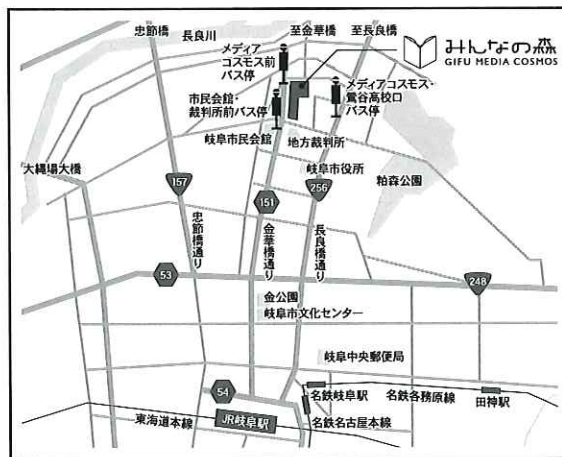 忠節橋
長良川
至金華橋
至長良橋
みんなの森
GIFU MEDIA COSMOS
メディア
コスモス前
バス停
メディアコスモス・
鶯谷高校口
バス停
市民会館・
裁判所前バス停
岐阜市民会館
地方裁判所
大縄場大橋
岐阜市役所
粕森公園
157
256
151
忠節橋通り
金華橋通り
長良橋通り
53
248
金公園
岐阜市文化センター
岐阜中央郵便局
54
名鉄岐阜駅
名鉄各務原線
田神駅
東海道本線
JR岐阜駅
名鉄名古屋本線